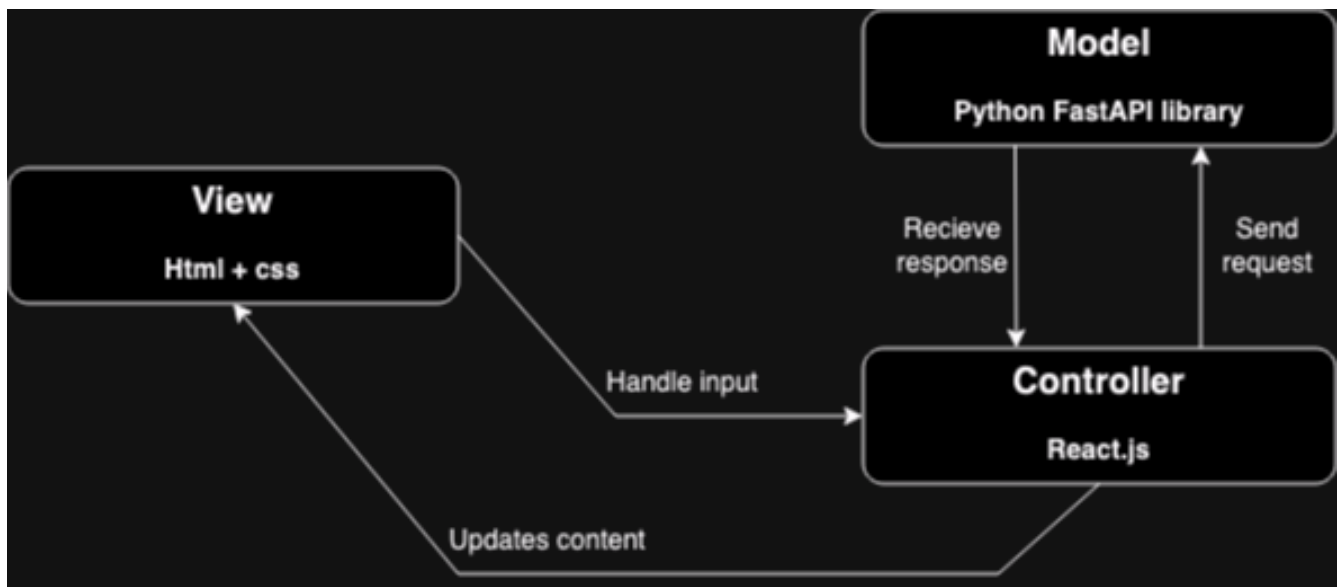 Model
Python FastAPI library
View
Html + css
Recieve
response
Send
request
Handle input
Controller
React.js
Updates content